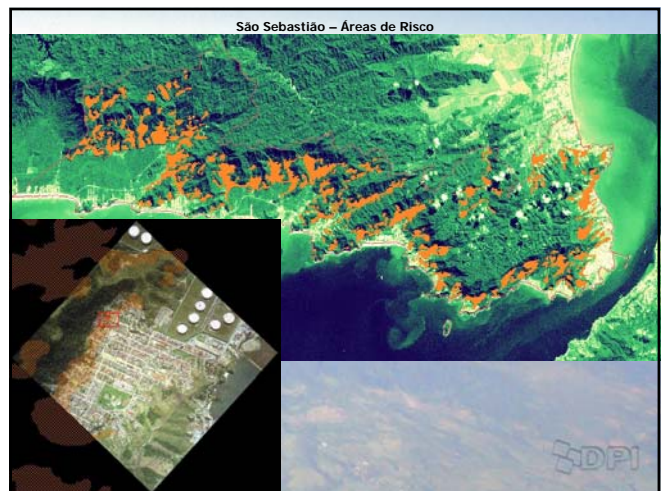 São Sebastião – Áreas de Risco
DPI